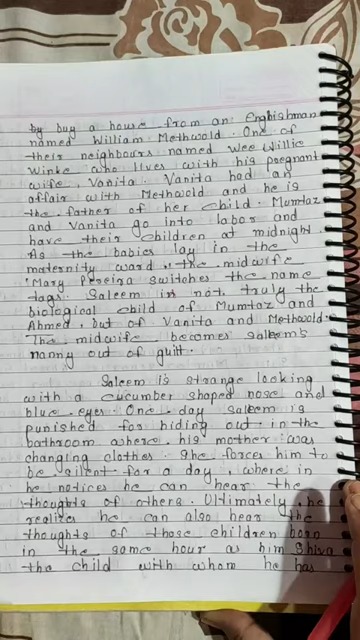 by buy a house from an Engbishman
named William Methwold. One of
their neighbours named Wee Willie
Winke who lives with his pregnant
wife, Vanita. Vanita had an
affair with Methwold and he is
the father of her child. Mumtaz
and Vanita go into labor and
have their children at midnight.
As the babies lay in the
maternity ward, the midwife
Mary Pereira switches the name
tags. Saleem is not truly the
biological child of Mumtaz and
Ahmed, but of Vanita and Methwold.
The midwife becomes saleem's
nanny out of guilt.
Saleem is strange looking
with a cucumber shaped nose and
blue eyes. One day saleem is
punished for hiding out in the
bathroom where his mother was
changing clothes. She forces him to
be silent for a day, where in
he notices he can hear the
thoughts of others. Ultimately, he
realizes he can also hear the
thoughts of those children born
in the same hour as him Shiva
the child with whom he has